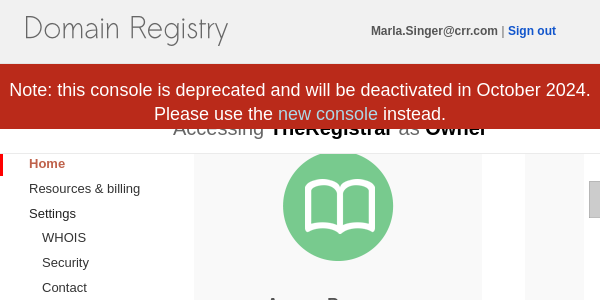 Domain Registry
Marla.Singer@crr.com | Sign out
Note: this console is deprecated and will be deactivated in October 2024.
Please use the new console instead.
Accessing TheRegistrar as Owner
Home
Resources & billing
Settings
WHOIS
Security
Contact